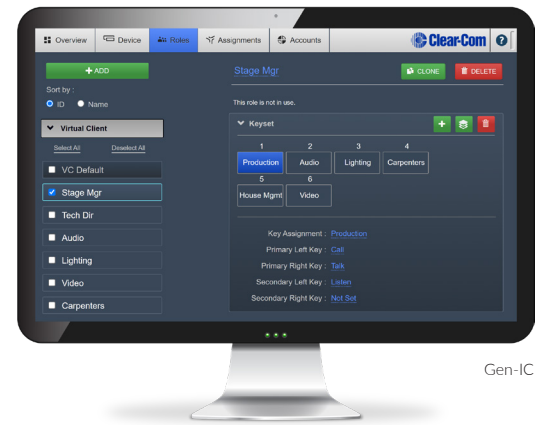 Overview Device Roles Assignments Accounts Clear-Com ?
+ ADD
Sort by :
ID Name
Virtual Client
Select All Deselect All
VC Default
Stage Mgr
Tech Dir
Audio
Lighting
Video
Carpenters
Stage Mgr CLONE DELETE
This role is not in use.
Keyset +
1 2 3 4
Production Audio Lighting Carpenters
5 6
House Mgmt Video
Key Assignment : Production
Primary Left Key : Call
Primary Right Key : Talk
Secondary Left Key : Listen
Secondary Right Key : Not Set
Gen-IC